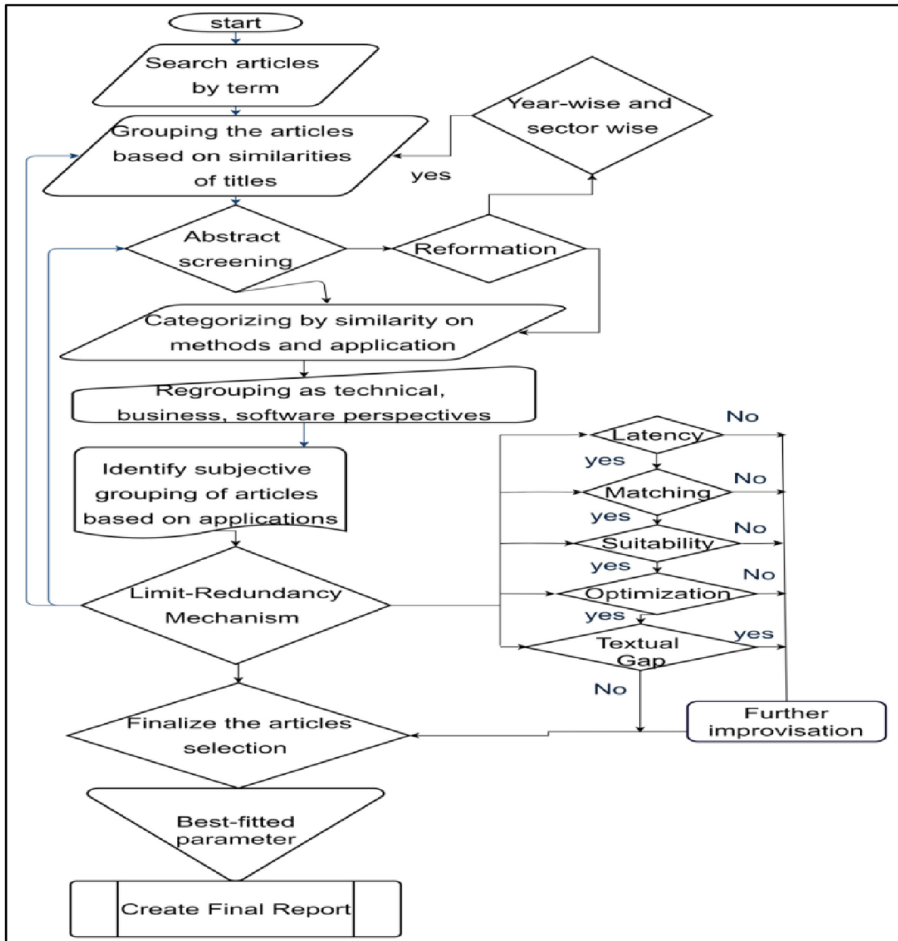 start
Search articles
by term
Grouping the articles
based on similarities
of titles
Year-wise and
sector wise
yes
Abstract
screening
Reformation
Categorizing by similarity on
methods and application
Regrouping as technical,
business, software perspectives
Identify subjective
grouping of articles
based on applications
Limit-Redundancy
Mechanism
Latency
No
yes
Matching
No
yes
Suitability
No
yes
Optimization
No
yes
Textual
Gap
yes
No
Further
improvisation
Finalize the articles
selection
Best-fitted
parameter
Create Final Report